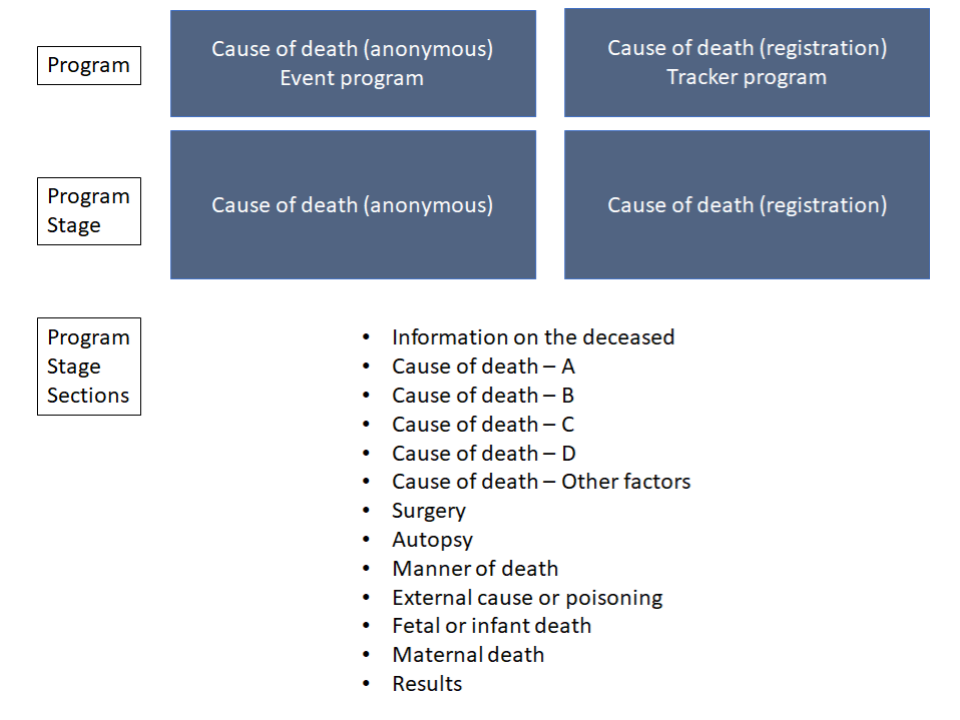 Program
Cause of death (anonymous)
Event program
Cause of death (registration)
Tracker program
Program
Stage
Cause of death (anonymous)
Cause of death (registration)
Program
Stage
Sections
• Information on the deceased
• Cause of death – A
• Cause of death – B
• Cause of death – C
• Cause of death – D
• Cause of death – Other factors
• Surgery
• Autopsy
• Manner of death
• External cause or poisoning
• Fetal or infant death
• Maternal death
• Results